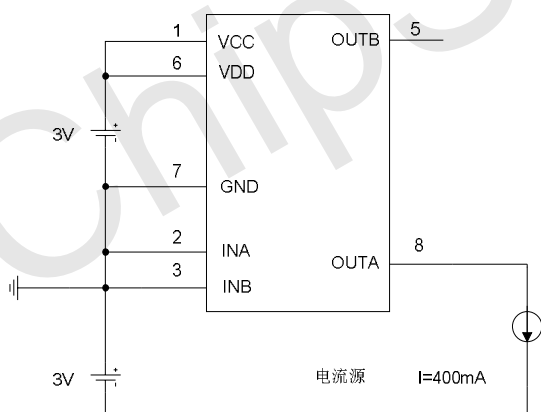 1
VCC
OUTB
5
6
VDD
3V
+
-
7
GND
2
INA
OUTA
8
3
INB
3V
+
-
电流源
I=400mA